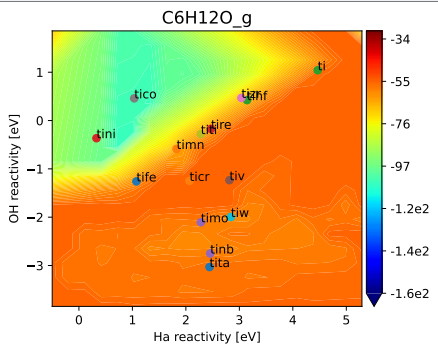 C6H12O_g
OH reactivity [eV]
1
0
−1
−2
−3
ti
tico
tihf
tini
tire
timn
tife
ticr
tiv
timo
tiw
tinb
tita
0
1
2
3
4
5
Ha reactivity [eV]
-34
-55
-76
-97
-1.2e2
-1.4e2
-1.6e2